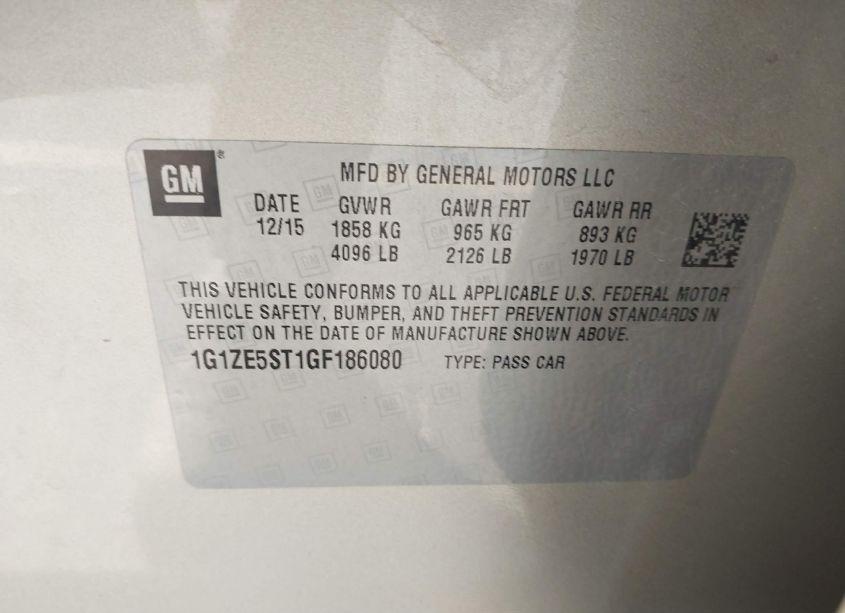 GM
MFD BY GENERAL MOTORS LLC
DATE GVWR GAWR FRT GAWR RR
12/15 1858 KG 965 KG 893 KG
4096 LB 2126 LB 1970 LB
THIS VEHICLE CONFORMS TO ALL APPLICABLE U.S. FEDERAL MOTOR
VEHICLE SAFETY, BUMPER, AND THEFT PREVENTION STANDARDS IN
EFFECT ON THE DATE OF MANUFACTURE SHOWN ABOVE.
1G1ZE5ST1GF186080 TYPE: PASS CAR